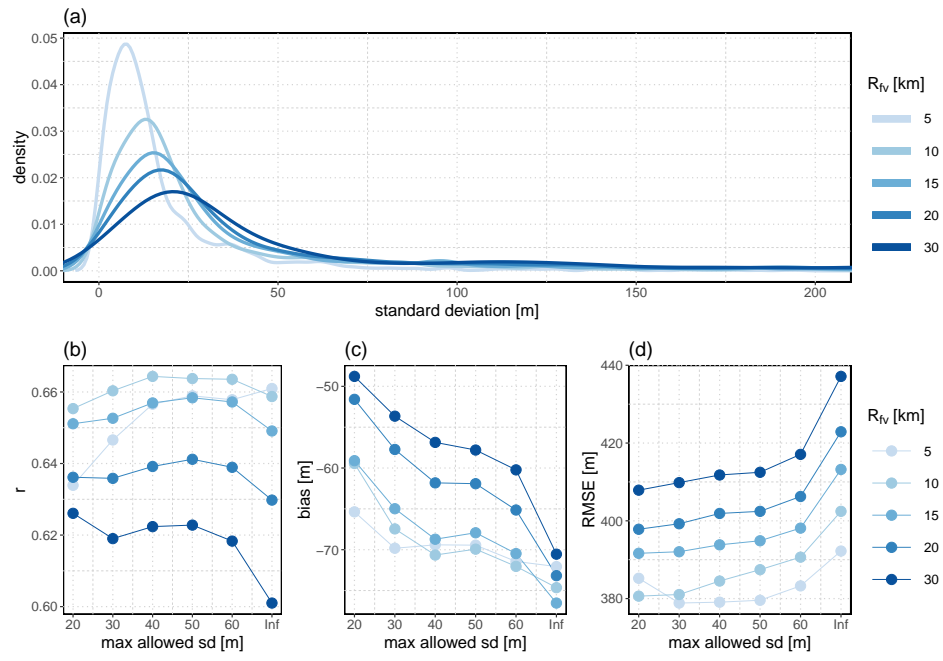 (a)
0.05
0.04
0.03
0.02
0.01
0.00
density
0 50 100 150 200
standard deviation [m]
R_fv [km]
5
10
15
20
30
(b)
0.66
0.64
0.62
0.60
r
20 30 40 50 60 Inf
max allowed sd [m]
(c)
−50
−60
−70
bias [m]
20 30 40 50 60 Inf
max allowed sd [m]
(d)
440
420
400
380
RMSE [m]
20 30 40 50 60 Inf
max allowed sd [m]
R_fv [km]
5
10
15
20
30